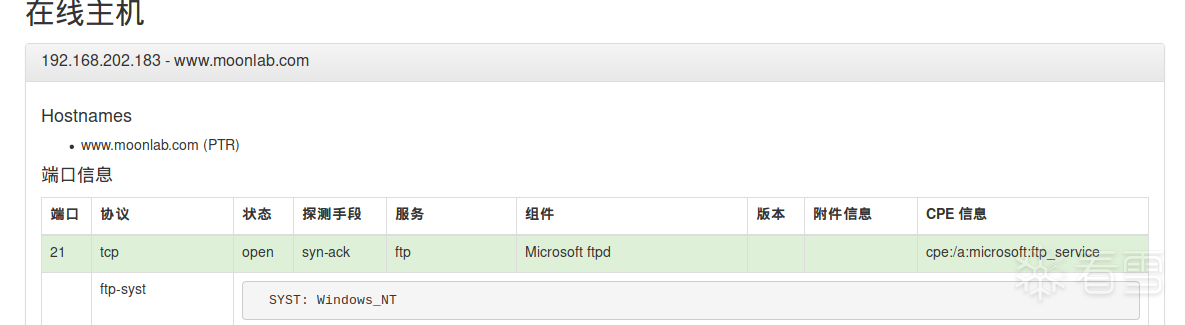 在线主机
192.168.202.183 - www.moonlab.com
Hostnames
• www.moonlab.com (PTR)
端口信息
端口 协议 状态 探测手段 服务 组件 版本 附件信息 CPE 信息
21 tcp open syn-ack ftp Microsoft ftpd cpe:/a:microsoft:ftp_service
ftp-syst SYST: Windows_NT
看雪